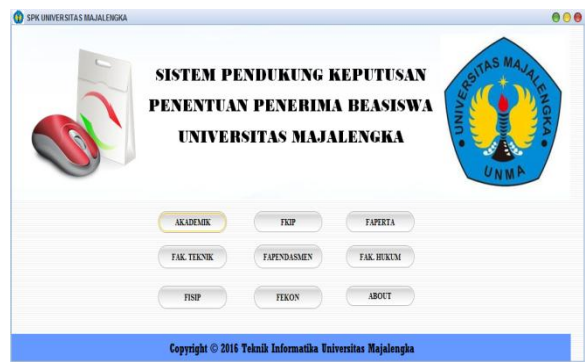 SPK UNIVERSITAS MAJALENGKA
SISTEM PENDUKUNG KEPUTUSAN
PENENTUAN PENERIMA BEASISWA
UNIVERSITAS MAJALENGKA
UNIVERSITAS MAJALENGKA
UNMA
AKADEMIK FKIP FAPERTA
FAK. TEKNIK FAPENDASMEN FAK. HUKUM
FISIP FEKON ABOUT
Copyright © 2016 Teknik Informatika Universitas Majalengka